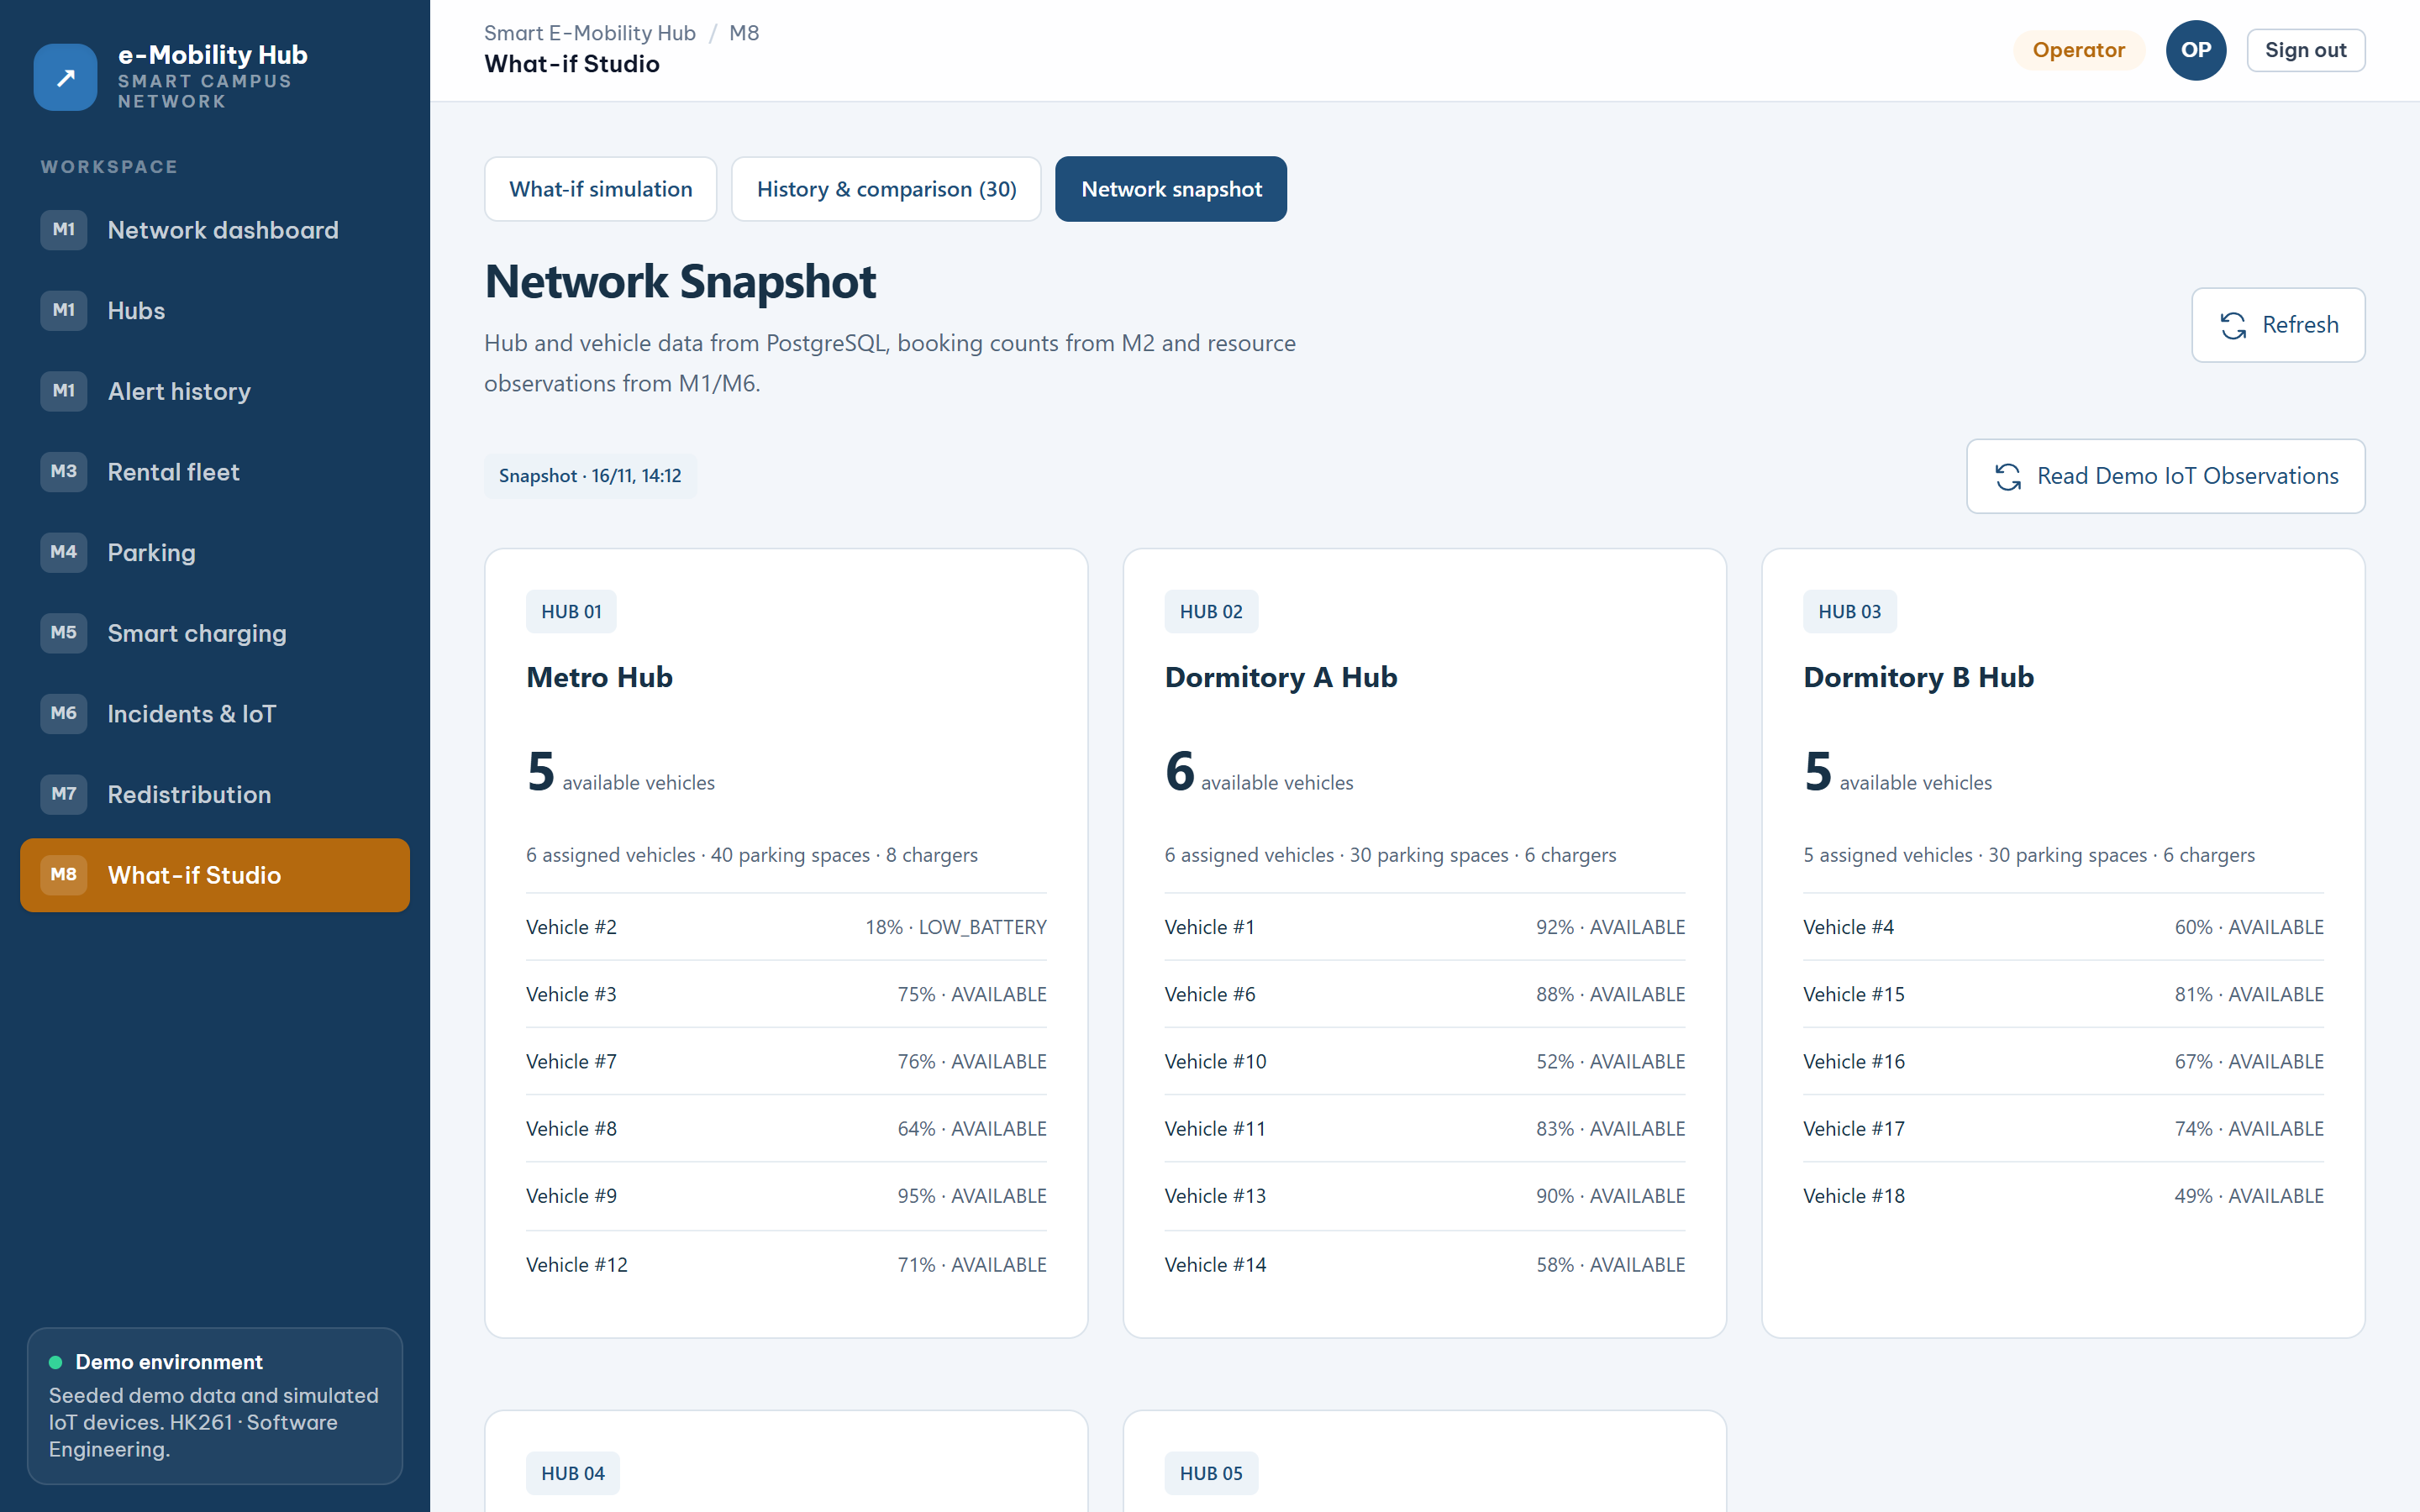 e-Mobility Hub
SMART CAMPUS
NETWORK
WORKSPACE
M1 Network dashboard
M1 Hubs
M1 Alert history
M3 Rental fleet
M4 Parking
M5 Smart charging
M6 Incidents & IoT
M7 Redistribution
M8 What-if Studio
Demo environment
Seeded demo data and simulated
IoT devices. HK261 · Software
Engineering.
Smart E-Mobility Hub / M8
What-if Studio
Operator
OP
Sign out
What-if simulation
History & comparison (30)
Network snapshot
Network Snapshot
Hub and vehicle data from PostgreSQL, booking counts from M2 and resource
observations from M1/M6.
Refresh
Snapshot · 16/11, 14:12
Read Demo IoT Observations
HUB 01
Metro Hub
5 available vehicles
6 assigned vehicles · 40 parking spaces · 8 chargers
Vehicle #2 18% · LOW_BATTERY
Vehicle #3 75% · AVAILABLE
Vehicle #7 76% · AVAILABLE
Vehicle #8 64% · AVAILABLE
Vehicle #9 95% · AVAILABLE
Vehicle #12 71% · AVAILABLE
HUB 02
Dormitory A Hub
6 available vehicles
6 assigned vehicles · 30 parking spaces · 6 chargers
Vehicle #1 92% · AVAILABLE
Vehicle #6 88% · AVAILABLE
Vehicle #10 52% · AVAILABLE
Vehicle #11 83% · AVAILABLE
Vehicle #13 90% · AVAILABLE
Vehicle #14 58% · AVAILABLE
HUB 03
Dormitory B Hub
5 available vehicles
5 assigned vehicles · 30 parking spaces · 6 chargers
Vehicle #4 60% · AVAILABLE
Vehicle #15 81% · AVAILABLE
Vehicle #16 67% · AVAILABLE
Vehicle #17 74% · AVAILABLE
Vehicle #18 49% · AVAILABLE
HUB 04
HUB 05